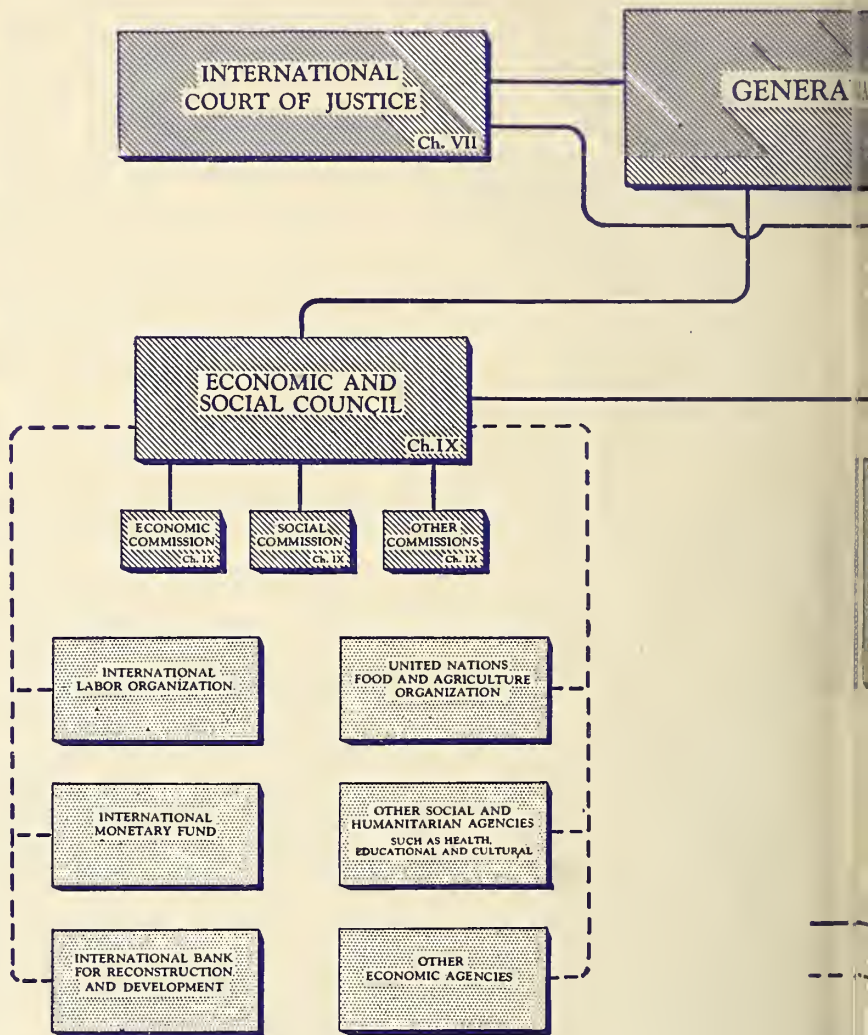 INTERNATIONAL
COURT OF JUSTICE
Ch. VII
GENERA
ECONOMIC AND
SOCIAL COUNCIL
Ch. IX
ECONOMIC
COMMISSION
Ch. IX
SOCIAL
COMMISSION
Ch. IX
OTHER
COMMISSIONS
Ch. IX
INTERNATIONAL
LABOR ORGANIZATION
UNITED NATIONS
FOOD AND AGRICULTURE
ORGANIZATION
INTERNATIONAL
MONETARY FUND
OTHER SOCIAL AND
HUMANITARIAN AGENCIES
SUCH AS HEALTH,
EDUCATIONAL AND CULTURAL
INTERNATIONAL BANK
FOR RECONSTRUCTION
AND DEVELOPMENT
OTHER
ECONOMIC AGENCIES